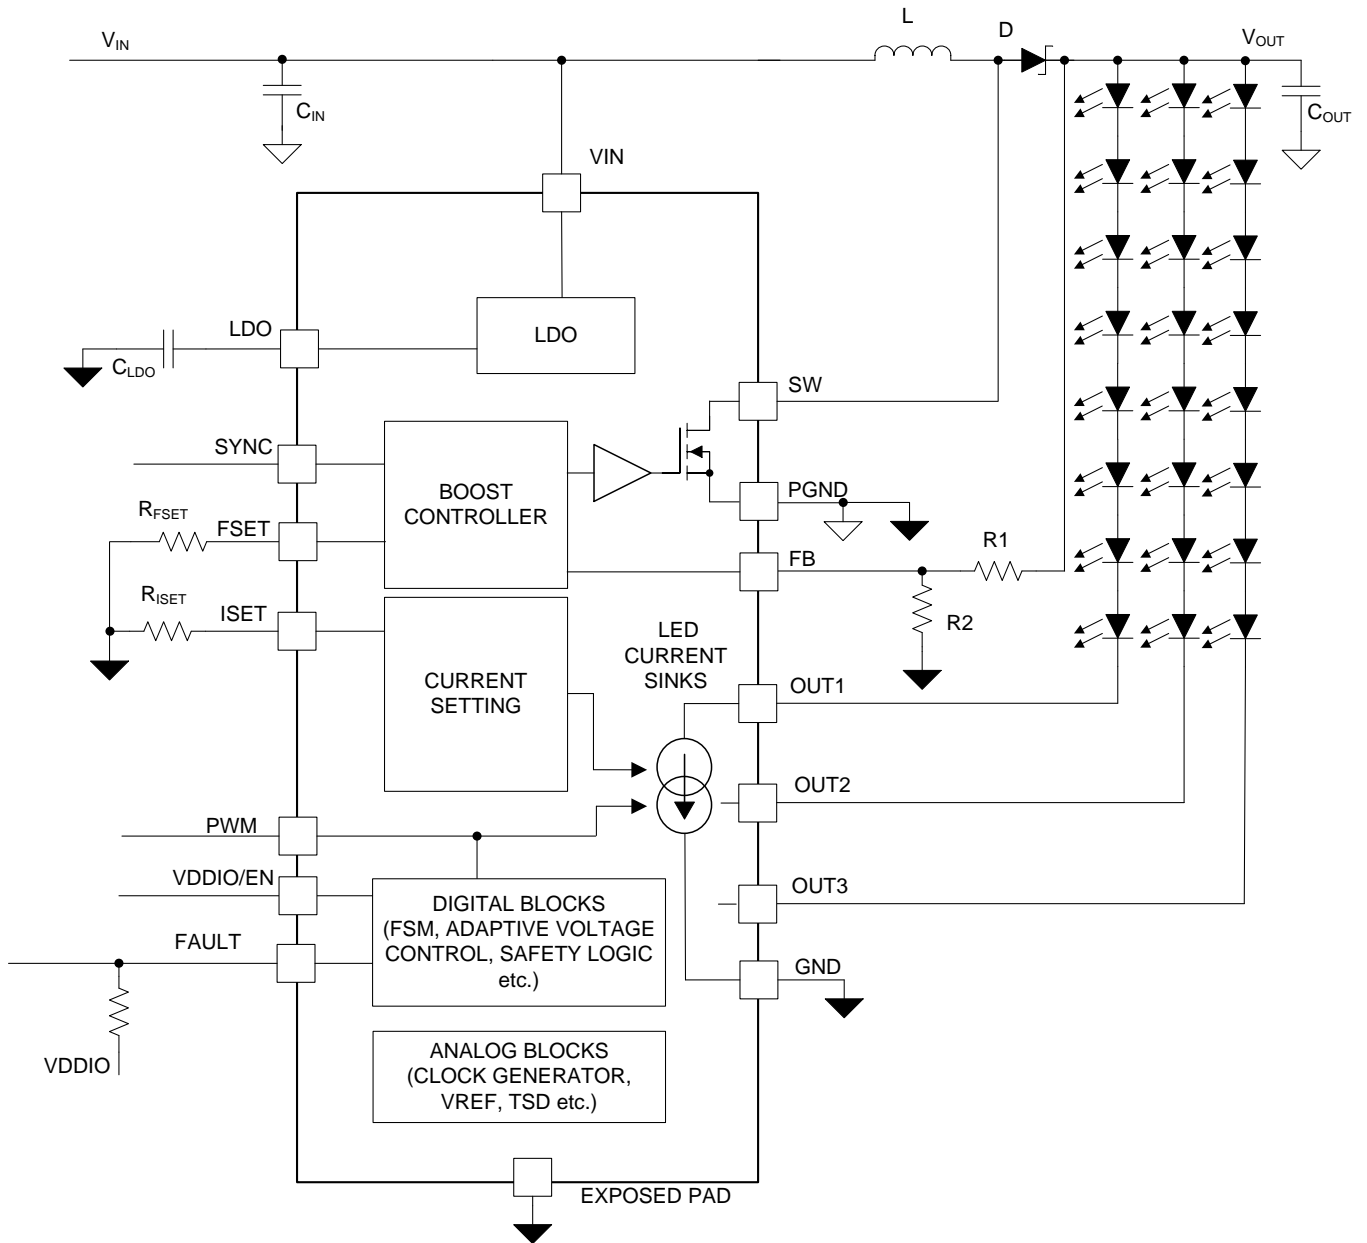 L
D
VIN
VOUT
CIN
COUT
VIN
LDO
LDO
CLDO
SW
SYNC
BOOST
CONTROLLER
PGND
RFSET
FSET
R1
FB
RISET
ISET
R2
LED
CURRENT
SINKS
CURRENT
SETTING
OUT1
OUT2
PWM
VDDIO/EN
OUT3
DIGITAL BLOCKS
(FSM, ADAPTIVE VOLTAGE
CONTROL, SAFETY LOGIC
etc.)
FAULT
GND
VDDIO
ANALOG BLOCKS
(CLOCK GENERATOR,
VREF, TSD etc.)
EXPOSED PAD